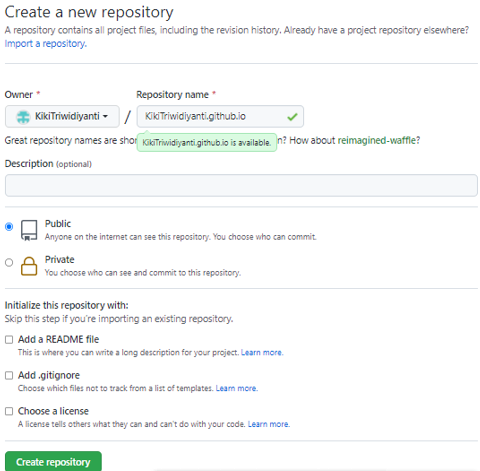 Create a new repository
A repository contains all project files, including the revision history. Already have a project repository elsewhere?
Import a repository.
Owner * Repository name *
KikiTriwidiyanti / KikiTriwidiyanti.github.io
Great repository names are shor n? How about reimagined-waffle?
KikiTriwidiyanti.github.io is available.
Description (optional)
Public
Anyone on the internet can see this repository. You choose who can commit.
Private
You choose who can see and commit to this repository.
Initialize this repository with:
Skip this step if you're importing an existing repository.
Add a README file
This is where you can write a long description for your project. Learn more.
Add .gitignore
Choose which files not to track from a list of templates. Learn more.
Choose a license
A license tells others what they can and can't do with your code. Learn more.
Create repository